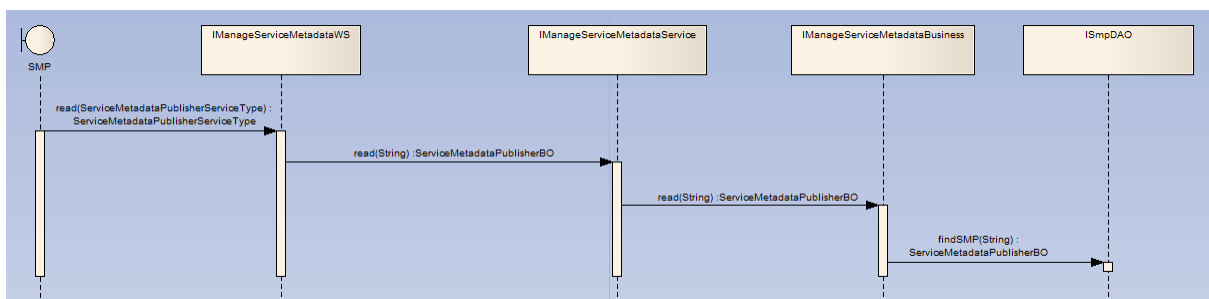 IManageServiceMetadataWS
IManageServiceMetadataService
IManageServiceMetadataBusiness
ISmpDAO
SMP
read(ServiceMetadataPublisherServiceType) :
ServiceMetadataPublisherServiceType
read(String) :ServiceMetadataPublisherBO
read(String) :ServiceMetadataPublisherBO
findSMP(String) :
ServiceMetadataPublisherBO